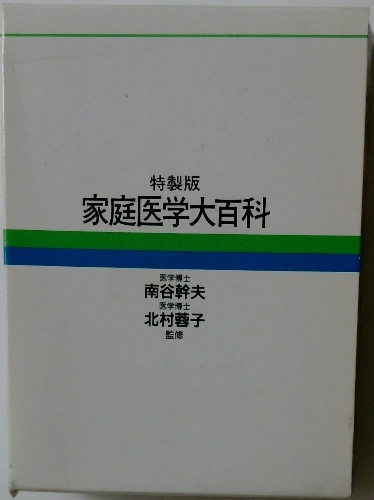 特製版
家庭医学大百科
医学博士
南谷幹夫
医学博士
北村蓉子
監修